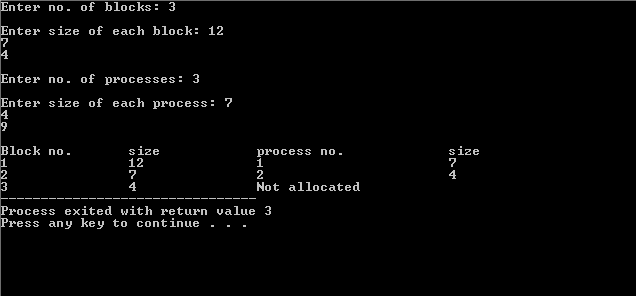 Enter no. of blocks: 3
Enter size of each block: 12
7
4
Enter no. of processes: 3
Enter size of each process: 7
4
9
Block no. size process no. size
1 12 1 7
2 7 2 4
3 4 Not allocated
--------------------------------
Process exited with return value 3
Press any key to continue . . .